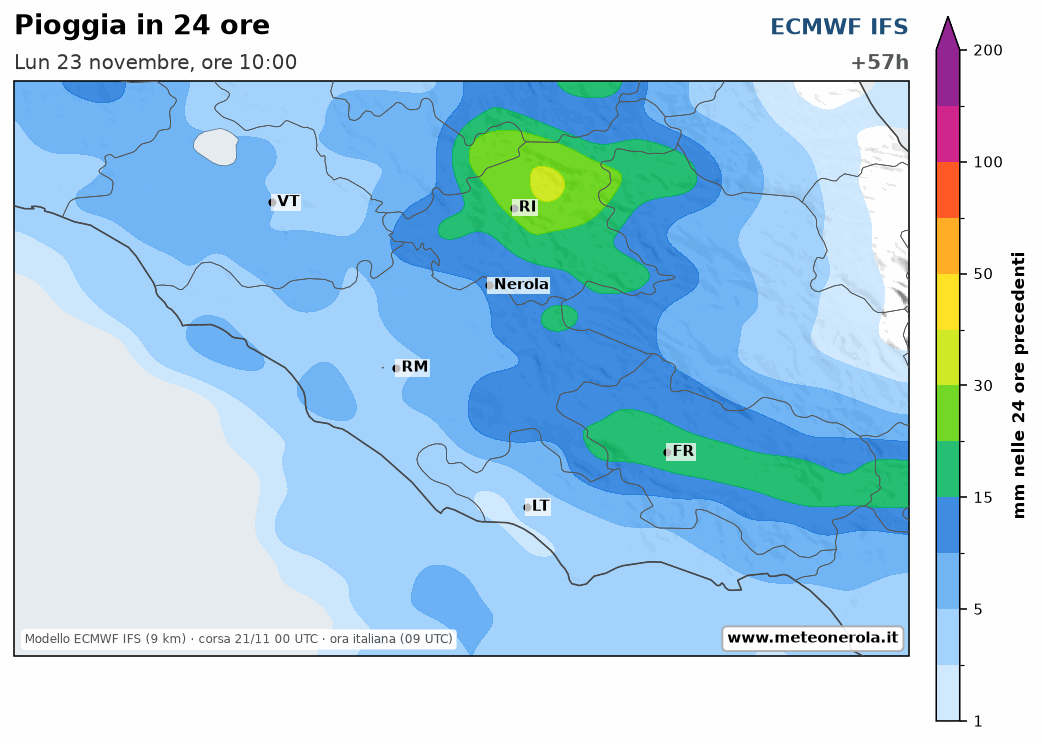 Pioggia in 24 ore
ECMWF IFS
Lun 23 novembre, ore 10:00
+57h
VT
RI
Nerola
RM
FR
LT
Modello ECMWF IFS (9 km) · corsa 21/11 00 UTC · ora italiana (09 UTC)
www.meteonerola.it
200
100
50
30
15
5
1
mm nelle 24 ore precedenti